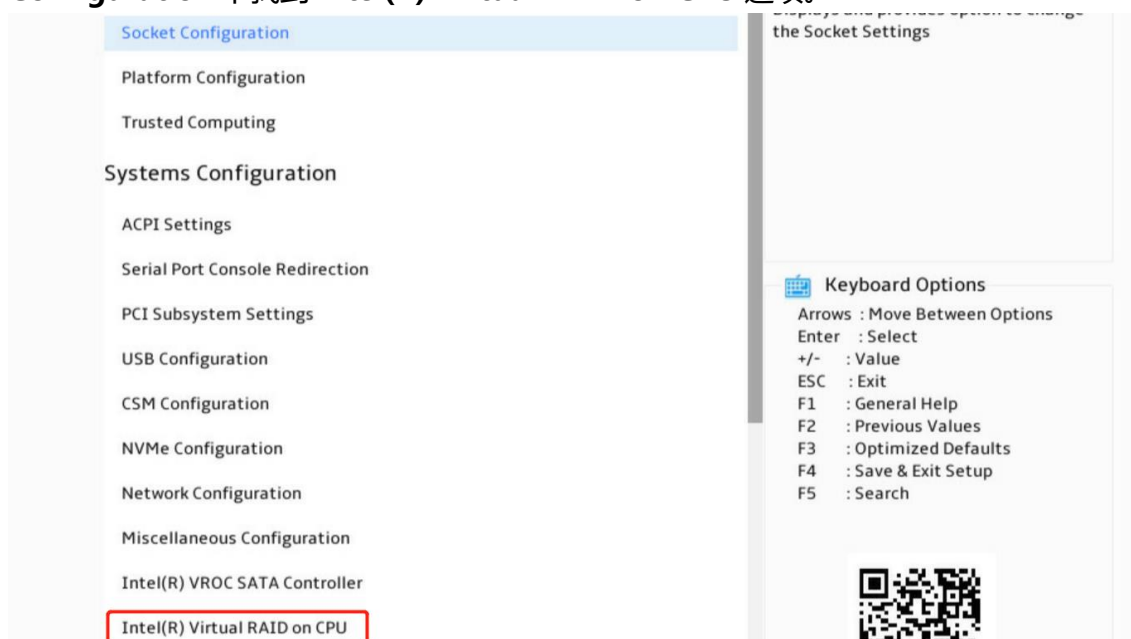 Socket Configuration
Platform Configuration
Trusted Computing
Systems Configuration
ACPI Settings
Serial Port Console Redirection
PCI Subsystem Settings
USB Configuration
CSM Configuration
NVMe Configuration
Network Configuration
Miscellaneous Configuration
Intel(R) VROC SATA Controller
Intel(R) Virtual RAID on CPU
the Socket Settings
Keyboard Options
Arrows : Move Between Options
Enter : Select
+/- : Value
ESC : Exit
F1 : General Help
F2 : Previous Values
F3 : Optimized Defaults
F4 : Save & Exit Setup
F5 : Search